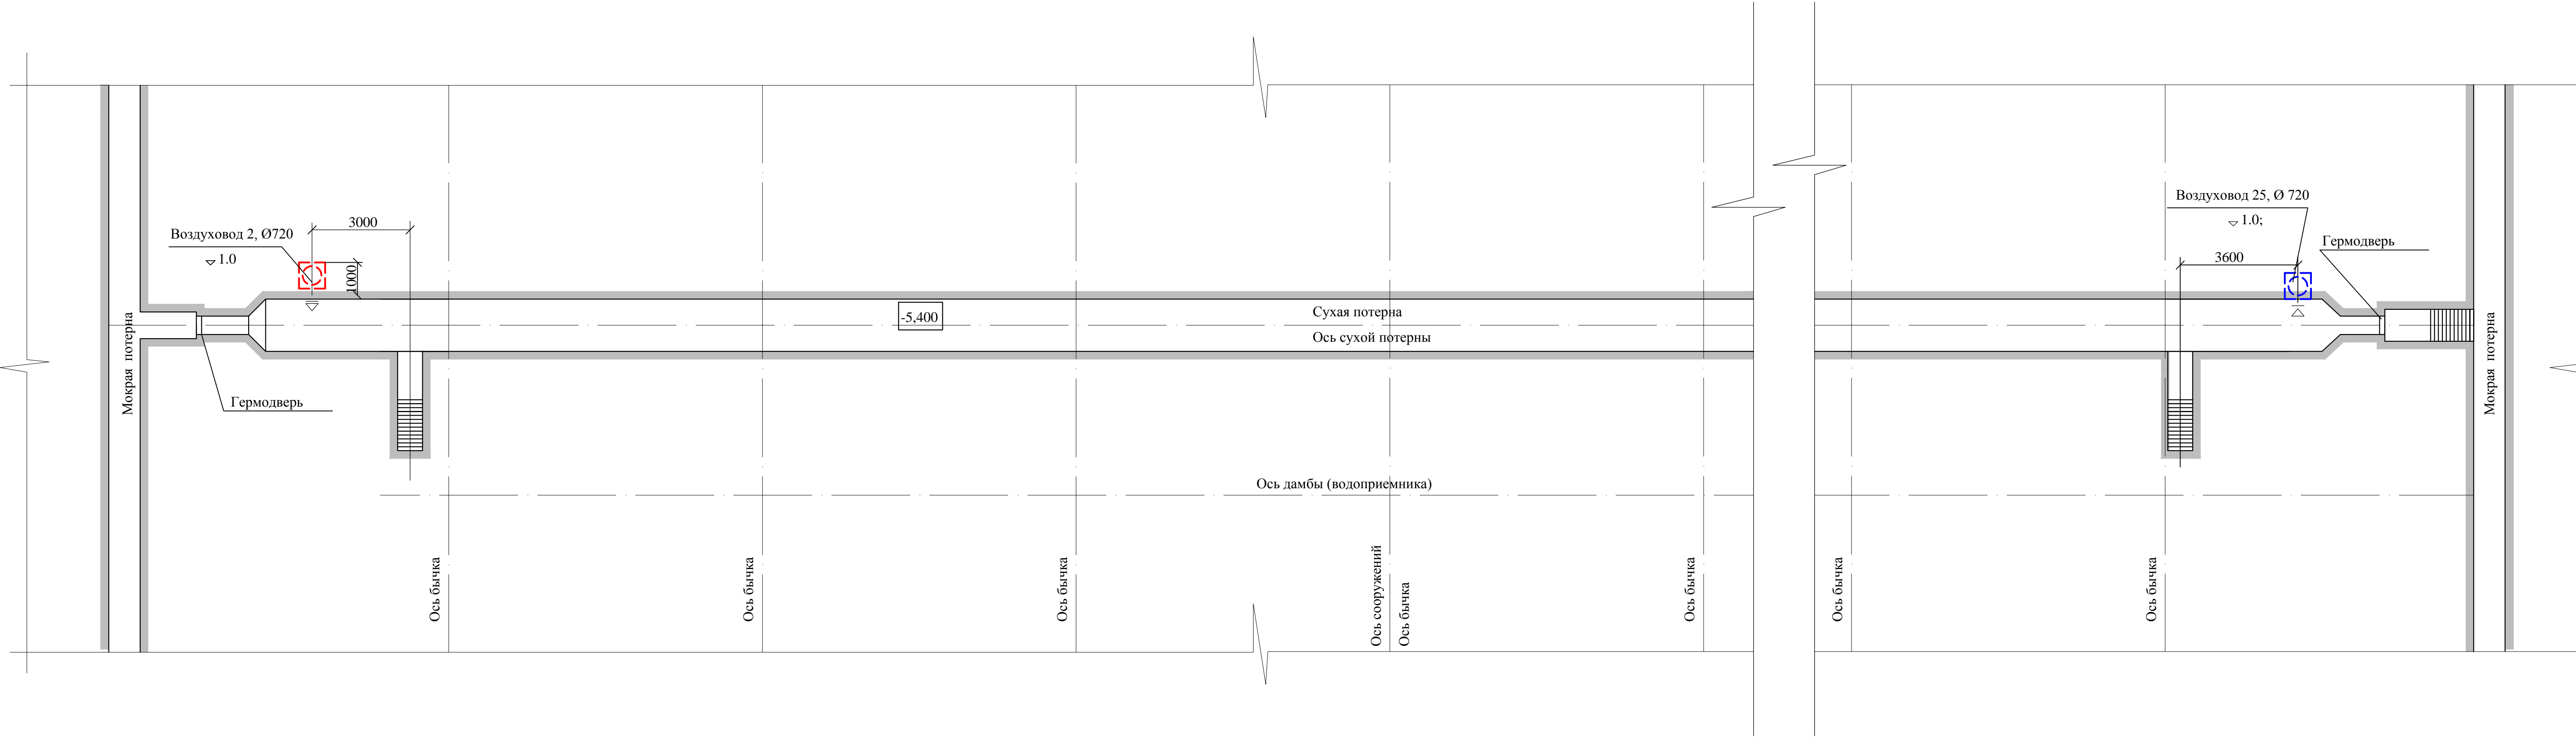 Воздуховод 25, Ø 720
1.0;
3000
Воздуховод 2, Ø720
1.0
1000
Гермодверь
3600
Сухая потерна
-5,400
Ось сухой потерны
Мокрая потерна
Мокрая потерна
Гермодверь
Ось дамбы (водоприемника)
Ось бычка
Ось бычка
Ось бычка
Ось сооружений
Ось бычка
Ось бычка
Ось бычка
Ось бычка